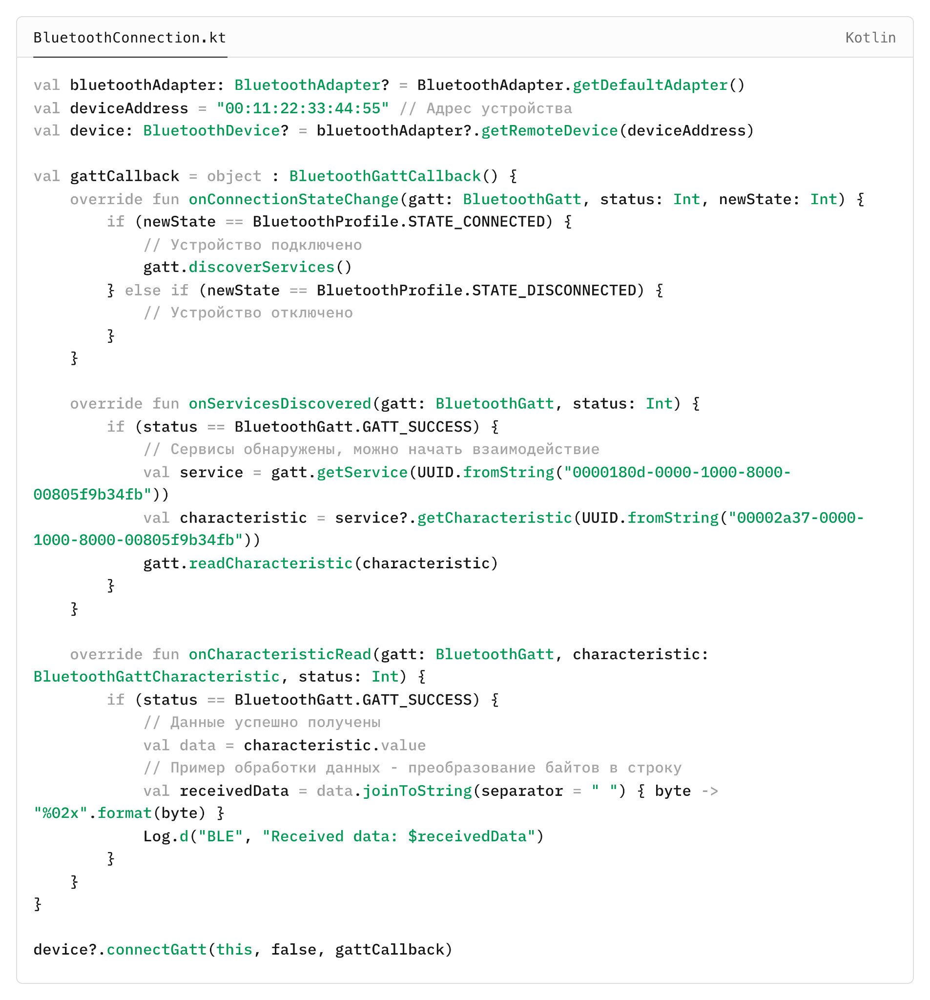 BluetoothConnection.kt
Kotlin
val bluetoothAdapter: BluetoothAdapter? = BluetoothAdapter.getDefaultAdapter()
val deviceAddress = "00:11:22:33:44:55" // Адрес устройства
val device: BluetoothDevice? = bluetoothAdapter?.getRemoteDevice(deviceAddress)

val gattCallback = object : BluetoothGattCallback() {
    override fun onConnectionStateChange(gatt: BluetoothGatt, status: Int, newState: Int) {
        if (newState == BluetoothProfile.STATE_CONNECTED) {
            // Устройство подключено
            gatt.discoverServices()
        } else if (newState == BluetoothProfile.STATE_DISCONNECTED) {
            // Устройство отключено
        }
    }

    override fun onServicesDiscovered(gatt: BluetoothGatt, status: Int) {
        if (status == BluetoothGatt.GATT_SUCCESS) {
            // Сервисы обнаружены, можно начать взаимодействие
            val service = gatt.getService(UUID.fromString("0000180d-0000-1000-8000-
00805f9b34fb"))
            val characteristic = service?.getCharacteristic(UUID.fromString("00002a37-0000-
1000-8000-00805f9b34fb"))
            gatt.readCharacteristic(characteristic)
        }
    }

    override fun onCharacteristicRead(gatt: BluetoothGatt, characteristic:
BluetoothGattCharacteristic, status: Int) {
        if (status == BluetoothGatt.GATT_SUCCESS) {
            // Данные успешно получены
            val data = characteristic.value
            // Пример обработки данных - преобразование байтов в строку
            val receivedData = data.joinToString(separator = " ") { byte ->
"%02x".format(byte) }
            Log.d("BLE", "Received data: $receivedData")
        }
    }
}

device?.connectGatt(this, false, gattCallback)